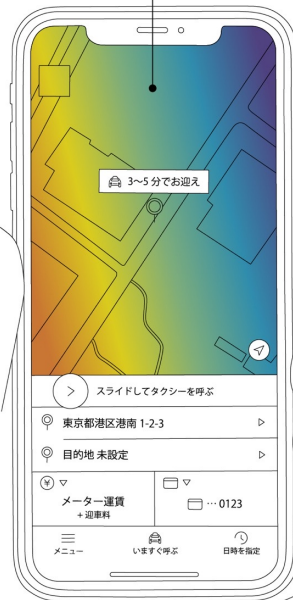 3〜5 分でお迎え
スライドしてタクシーを呼ぶ
東京都港区港南 1-2-3
目的地 未設定
¥
メーター運賃
+ 迎車料
… 0123
メニュー
いますぐ呼ぶ
日時を指定